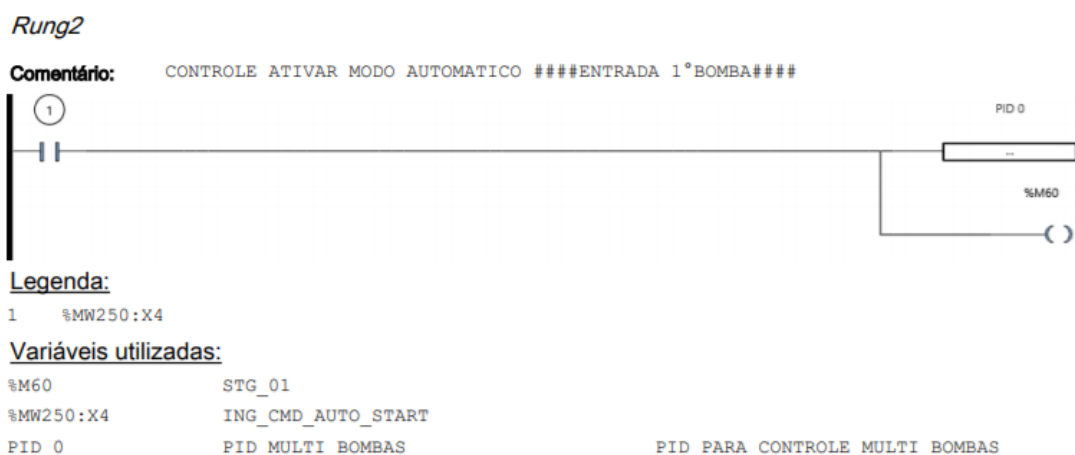 Rung2
Comentário: CONTROLE ATIVAR MODO AUTOMATICO ####ENTRADA 1°BOMBA####
1
PID 0
...
%M60
Legenda:
1 %MW250:X4
Variáveis utilizadas:
%M60 STG_01
%MW250:X4 ING_CMD_AUTO_START
PID 0 PID MULTI BOMBAS PID PARA CONTROLE MULTI BOMBAS